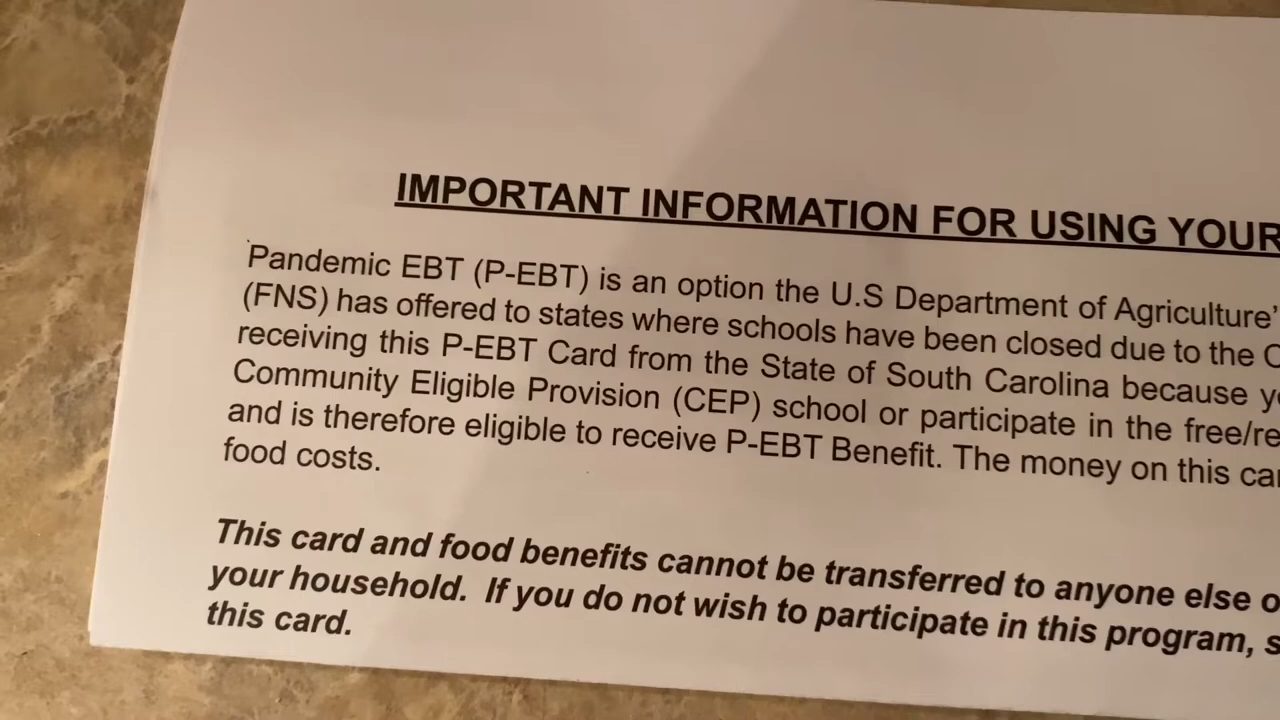 IMPORTANT INFORMATION FOR USING YOUR
Pandemic EBT (P-EBT) is an option the U.S Department of Agriculture'
(FNS) has offered to states where schools have been closed due to the
receiving this P-EBT Card from the State of South Carolina because
Community Eligible Provision (CEP) school or participate in the free/re
and is therefore eligible to receive P-EBT Benefit. The money on this
food costs.
This card and food benefits cannot be transferred to anyone else
your household. If you do not wish to participate in this program,
this card.